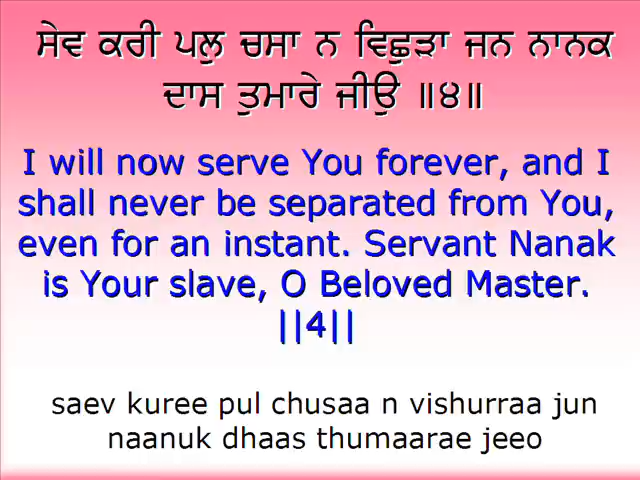 ਸੇਵ ਕਰੀ ਪਲੁ ਚਸਾ ਨ ਵਿਛੁੜਾ ਜਨ ਨਾਨਕ
ਦਾਸ ਤੁਮਾਰੇ ਜੀਉ ॥੪॥
I will now serve You forever, and I
shall never be separated from You,
even for an instant. Servant Nanak
is Your slave, O Beloved Master.
||4||
saev kuree pul chusaa n vishurraa jun
naanuk dhaas thumaarae jeeo